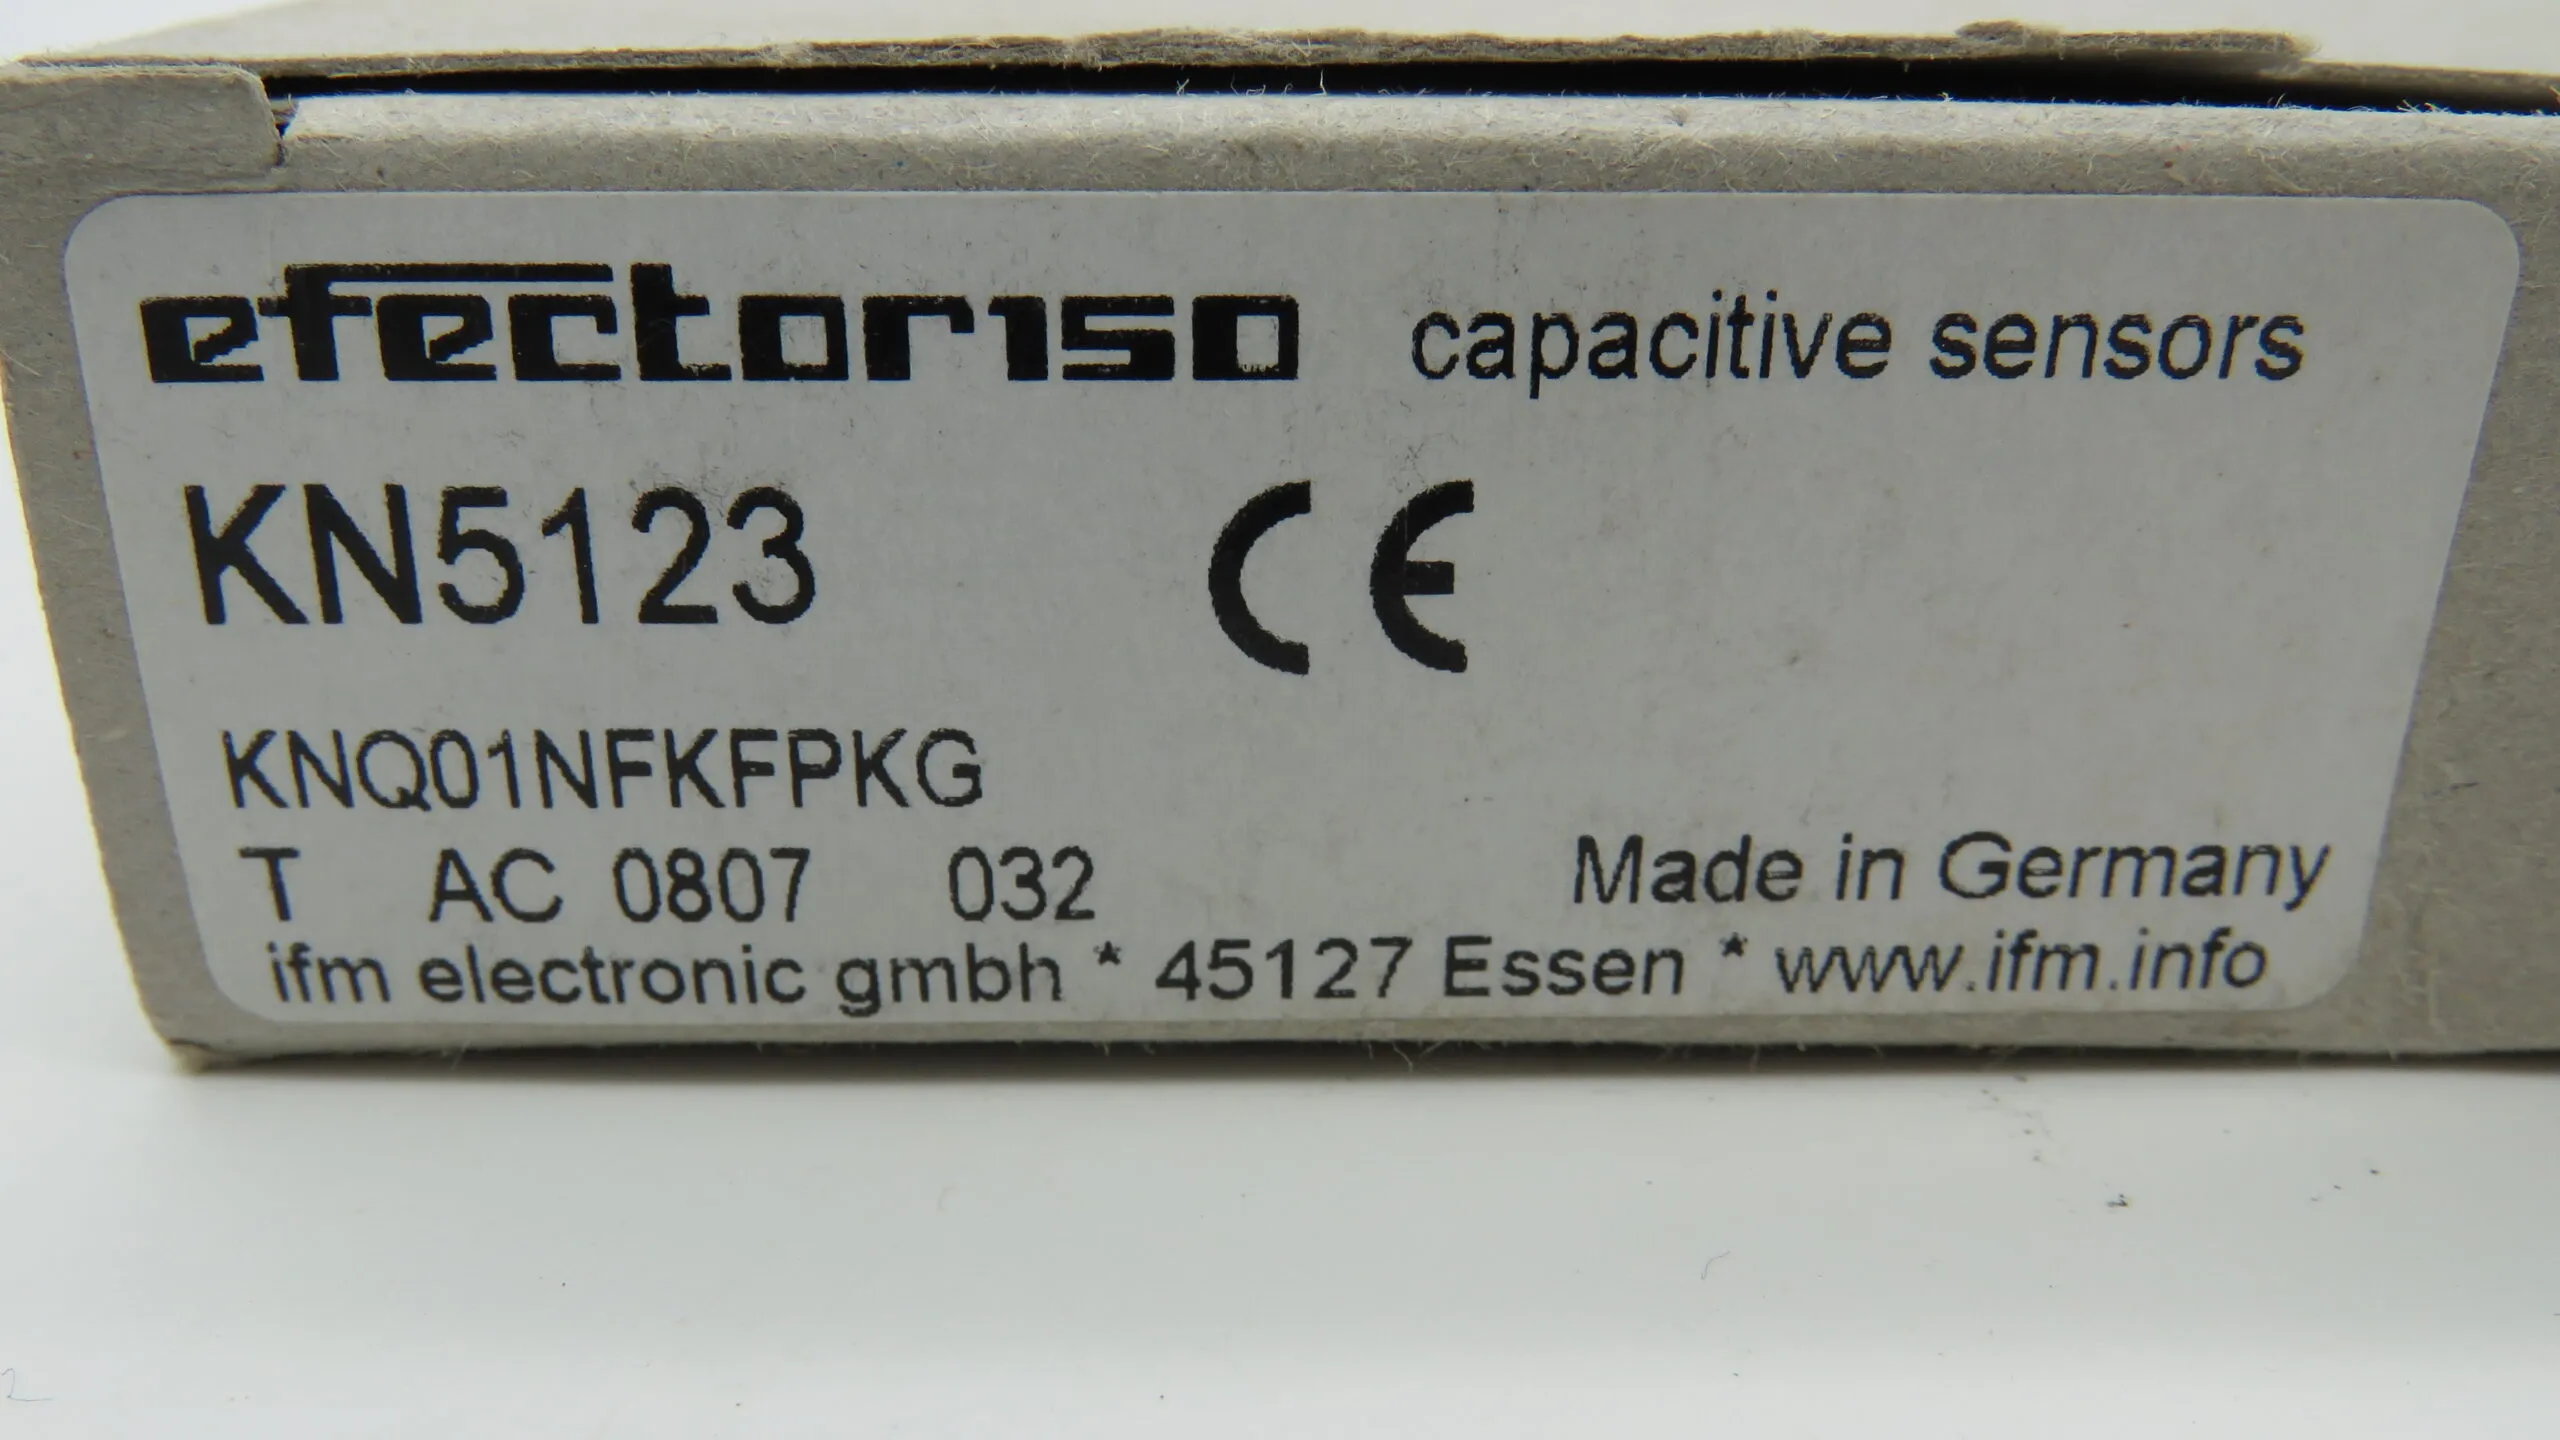 efector150 capacitive sensors
KN5123 CE
KNQ01NFKFPKG
T AC 0807 032 Made in Germany
ifm electronic gmbh * 45127 Essen * www.ifm.info